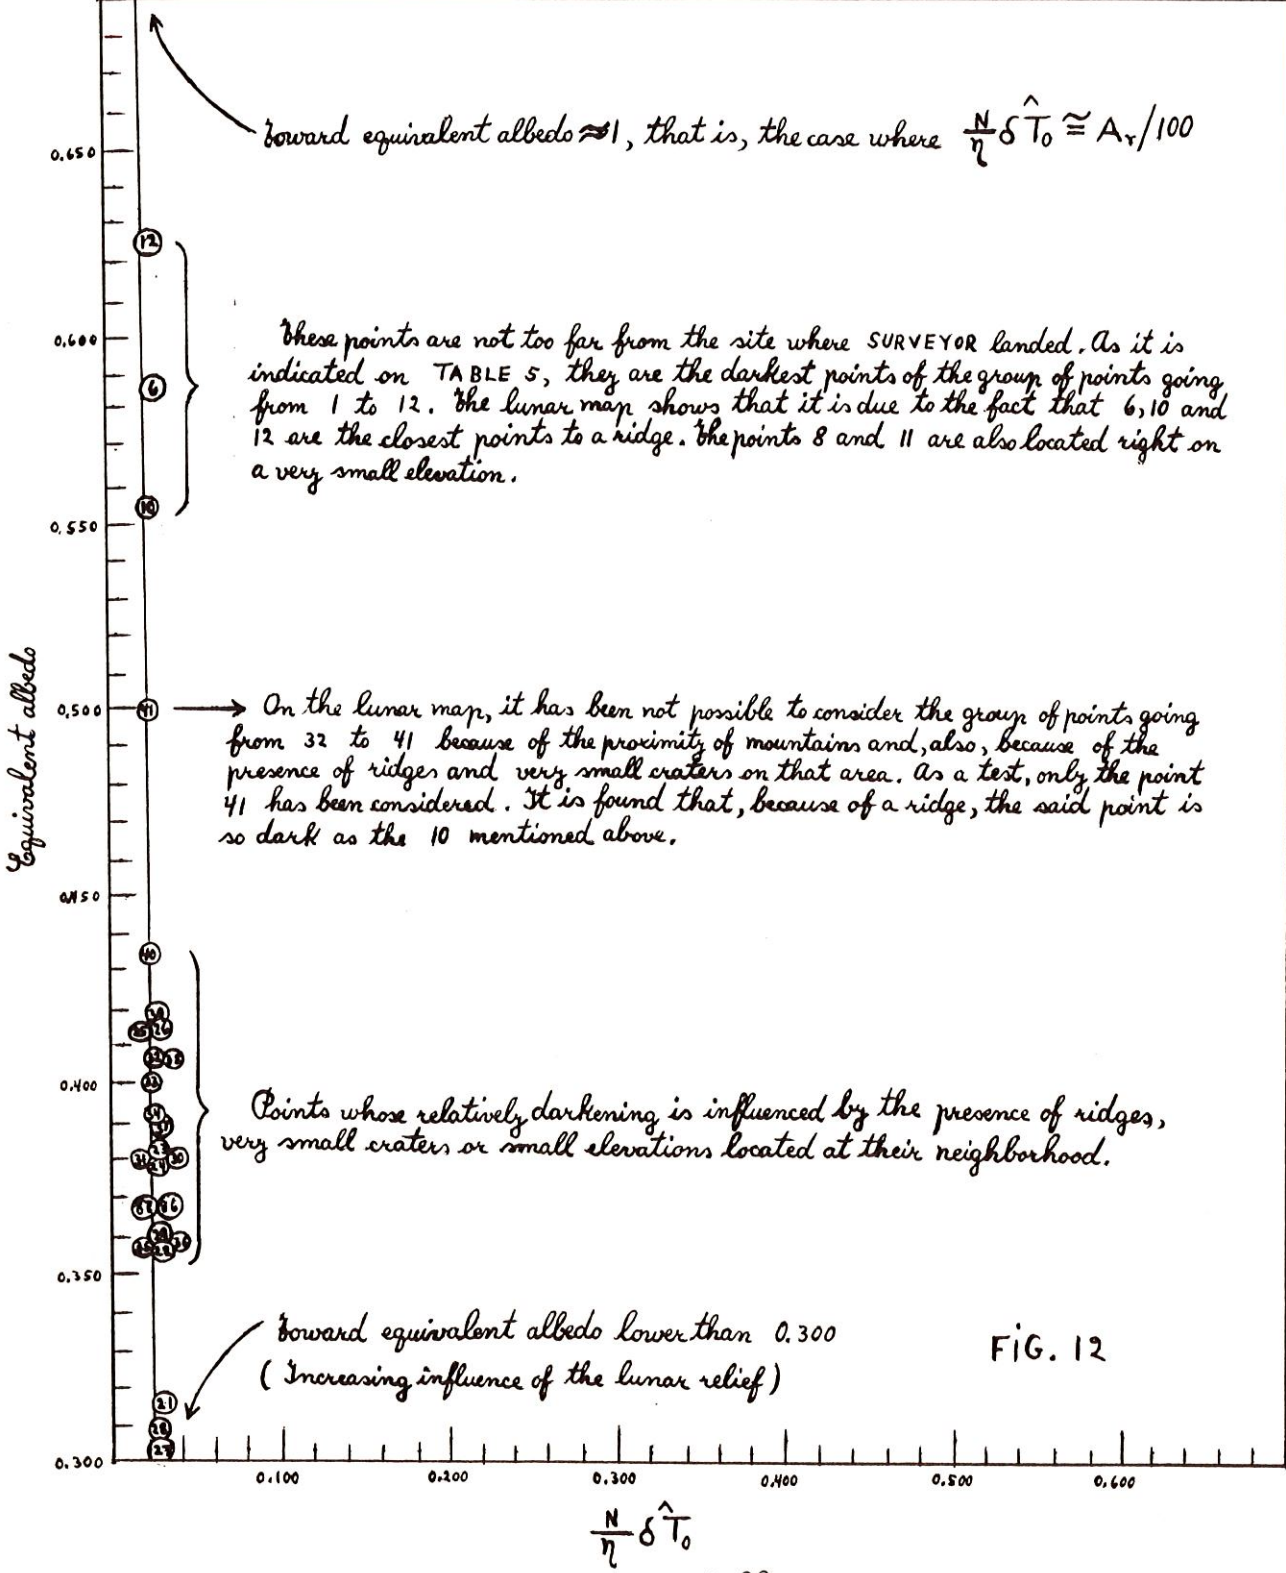 Toward equivalent albedo ≈1, that is, the case where N/η δ T̂₀ ≅ Aᵣ/100
0.650
12
0.600
These points are not too far from the site where SURVEYOR landed. As it is
indicated on TABLE 5, they are the darkest points of the group of points going
6
from 1 to 12. The lunar map shows that it is due to the fact that 6, 10 and
12 are the closest points to a ridge. The points 8 and 11 are also located right on
a very small elevation.
10
0.550
Equivalent albedo
0.500
41
On the lunar map, it has been not possible to consider the group of points going
from 32 to 41 because of the proximity of mountains and, also, because of the
presence of ridges and very small craters on that area. As a test, only the point
41 has been considered. It is found that, because of a ridge, the said point is
so dark as the 10 mentioned above.
0.450
40
26
0.400
Points whose relatively darkening is influenced by the presence of ridges,
very small craters or small elevations located at their neighborhood.
0.350
Toward equivalent albedo lower than 0.300
(Increasing influence of the lunar relief)
FiG. 12
21
28
27
0.300
0.100 0.200 0.300 0.400 0.500 0.600
N/η δ T̂₀